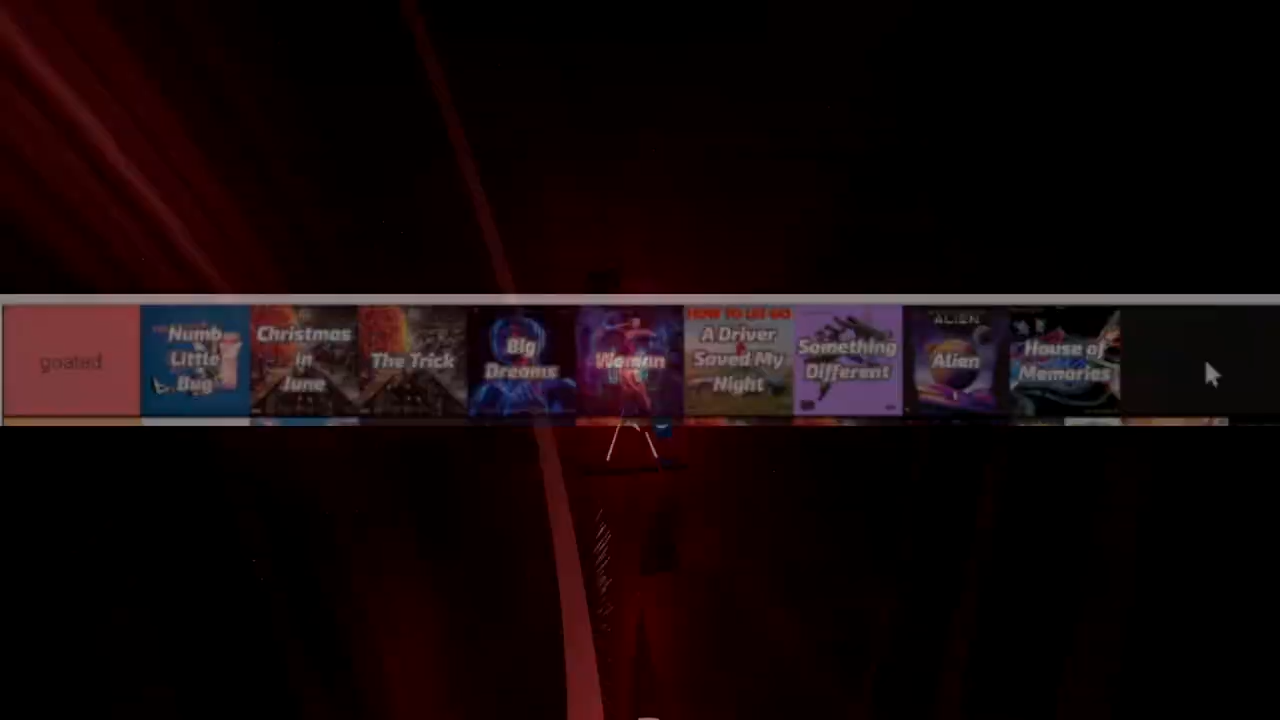 goated
Numb
Little
Bug
Christmas
in
June
The Trick
Big
Dreams
Woman
HOW TO LET GO
A Driver
Saved My
Night
Something
Different
ALIEN
Alien
House of
Memories